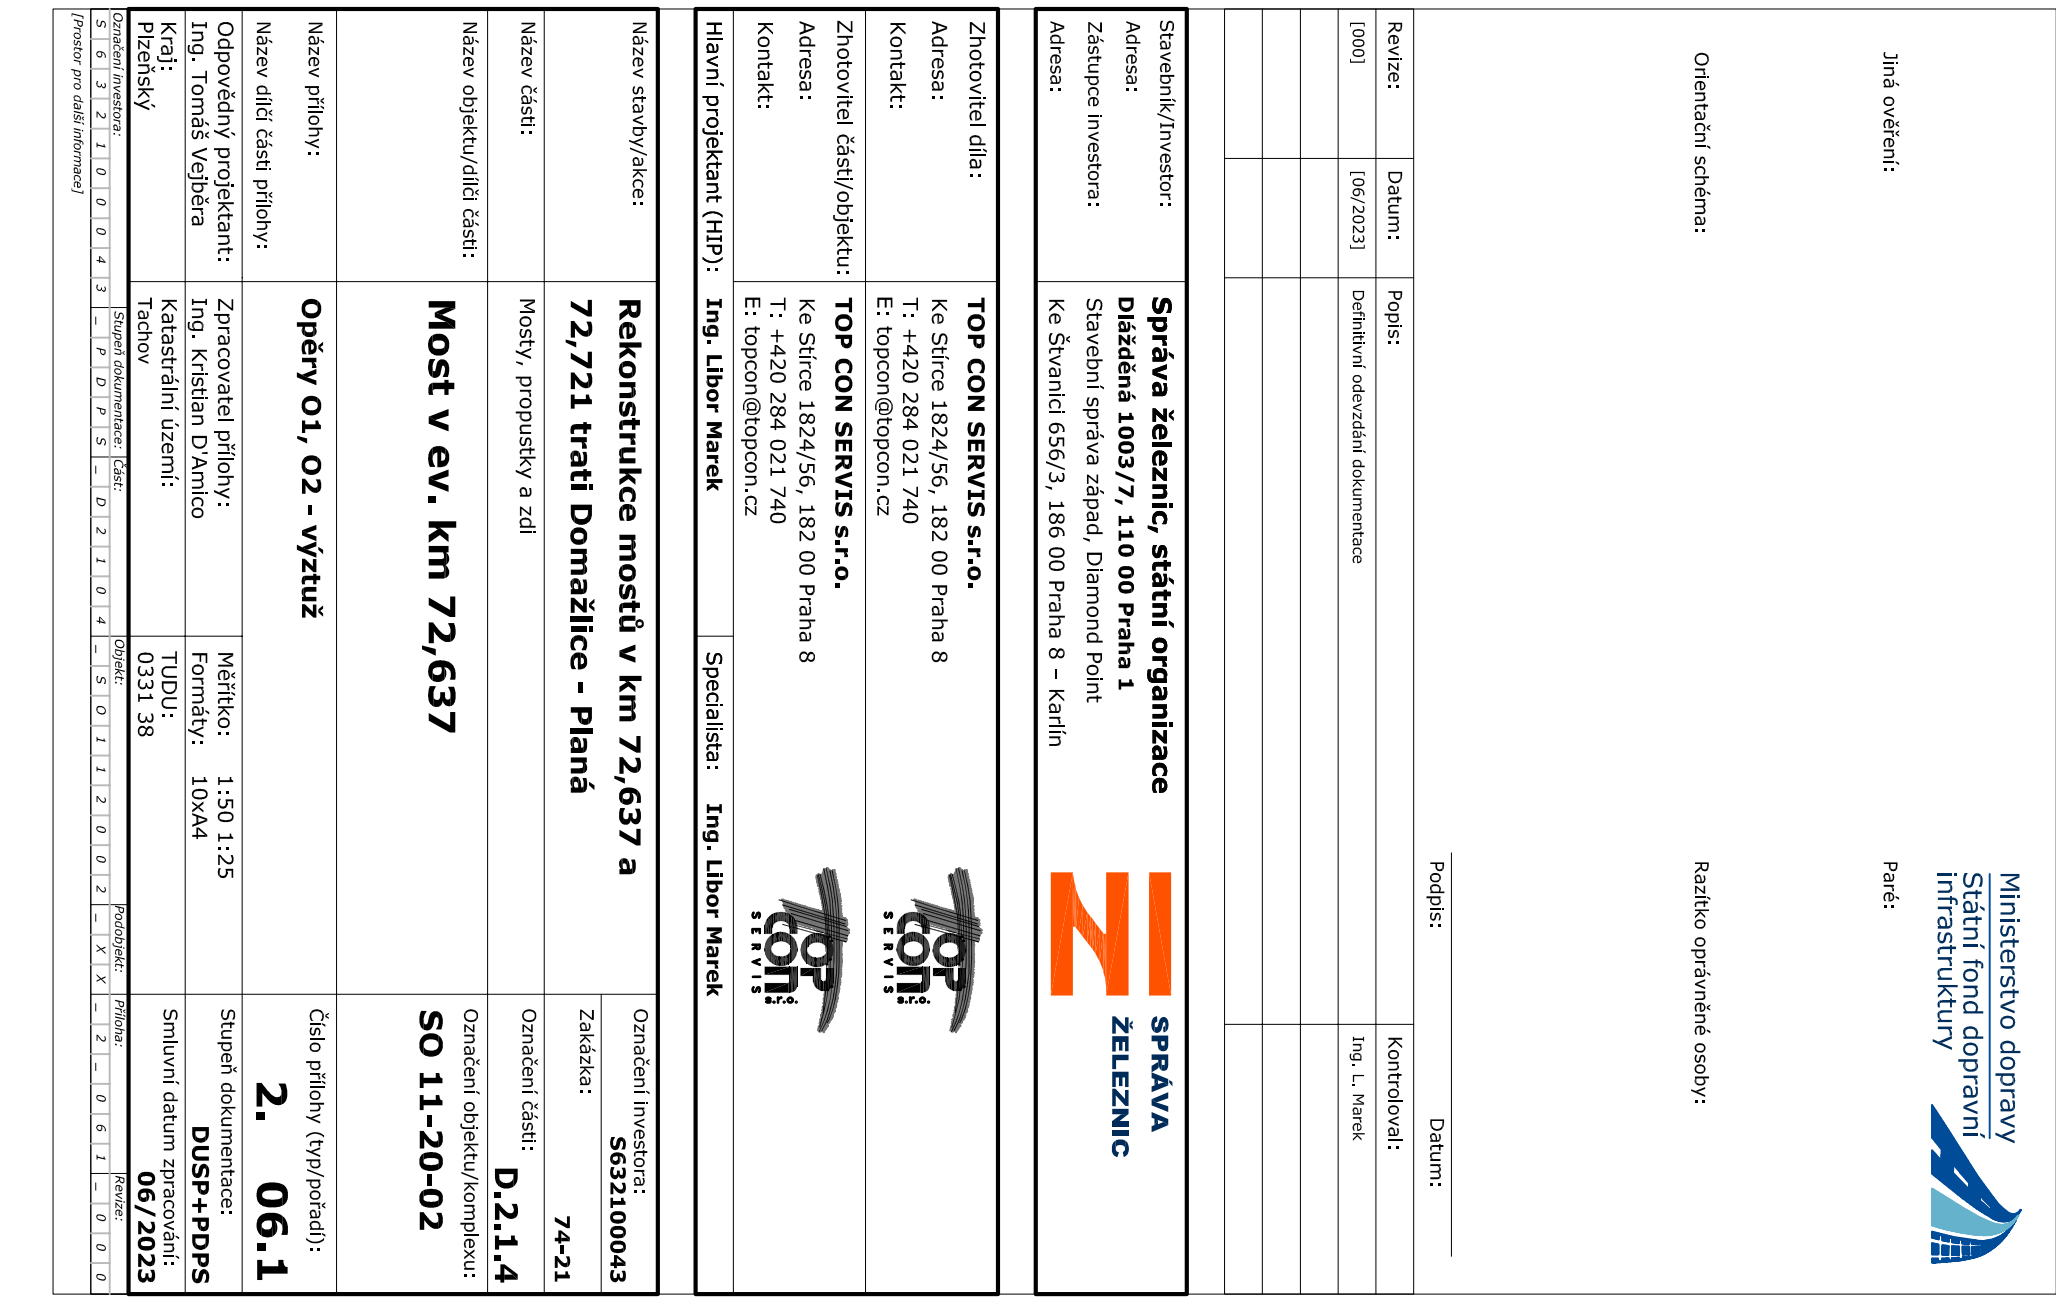 Ministerstvo dopravy
Státní fond dopravní
infrastruktury
Jiná ověření:
Paré:
Orientační schéma:
Razítko oprávněné osoby:
Podpis:
Datum:
Revize: Datum: Popis: Kontroloval:
[000] [06/2023] Definitivní odevzdání dokumentace Ing. L. Marek
Stavebník/Investor: Správa železnic, státní organizace
Adresa: Dlážděná 1003/7, 110 00 Praha 1
Zástupce investora: Stavební správa západ, Diamond Point
Adresa: Ke Štvanici 656/3, 186 00 Praha 8 – Karlín
SPRÁVA
ŽELEZNIC
Zhotovitel díla: TOP CON SERVIS s.r.o.
Adresa: Ke Stírce 1824/56, 182 00 Praha 8
Kontakt: T: +420 284 021 740
E: topcon@topcon.cz
TOP
CON s.r.o.
SERVIS
Zhotovitel části/objektu: TOP CON SERVIS s.r.o.
Adresa: Ke Stírce 1824/56, 182 00 Praha 8
Kontakt: T: +420 284 021 740
E: topcon@topcon.cz
TOP
CON s.r.o.
SERVIS
Hlavní projektant (HIP): Ing. Libor Marek Specialista: Ing. Libor Marek
Název stavby/akce: Rekonstrukce mostů v km 72,637 a
72,721 trati Domažlice - Planá
Označení investora:
S632100043
Zakázka:
74-21
Název části: Mosty, propustky a zdi
Označení části:
D.2.1.4
Název objektu/dílčí části: Most v ev. km 72,637
Označení objektu/komplexu:
SO 11-20-02
Název přílohy: Opěry O1, O2 - výztuž
Název dílčí části přílohy:
Číslo přílohy (typ/pořadí):
2. 06.1
Odpovědný projektant: Zpracovatel přílohy: Měřítko: 1:50 1:25 Stupeň dokumentace:
Ing. Tomáš Vejběra Ing. Kristian D'Amico Formáty: 10xA4 DUSP+PDPS
Kraj: Katastrální území: TUDU: Smluvní datum zpracování:
Plzeňský Tachov 0331 38 06/2023
Označení investora: Stupeň dokumentace: Část: Objekt: Podobjekt: Příloha: Revize:
S 6 3 2 1 0 0 0 4 3 _ P D P S _ D 2 1 0 4 _ S O 1 1 2 0 0 2 _ X X _ 2 _ 0 6 1 _ 0 0 0
[Prostor pro další informace]